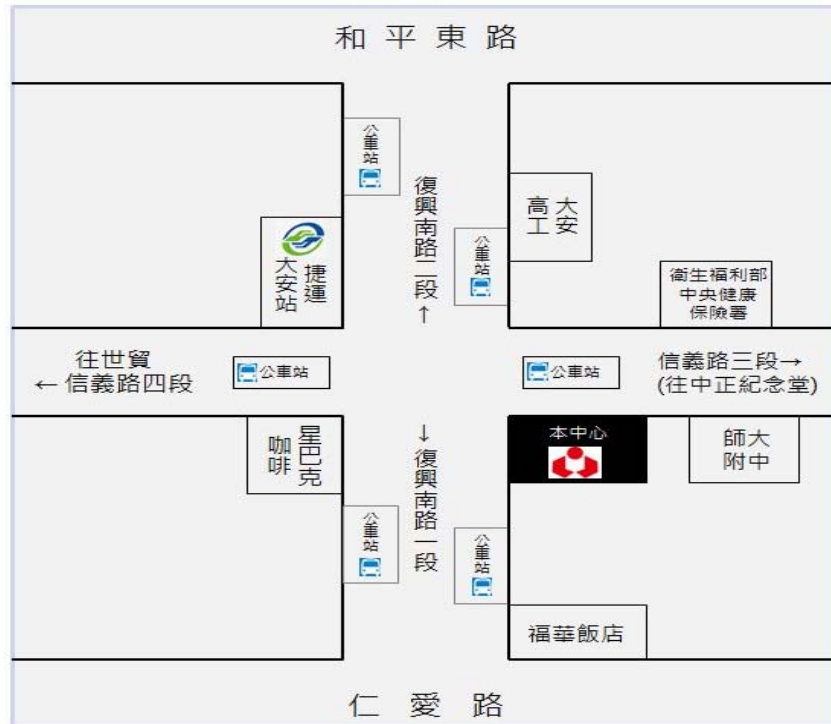 和平東路
公車站
復興南路二段↑
公車站
大安
高工
捷運
大安站
衛生福利部
中央健康
保險署
往世貿
←信義路四段
公車站
公車站
信義路三段→
(往中正紀念堂)
星巴克
咖啡
↓復興南路一段
本中心
師大
附中
公車站
公車站
福華飯店
仁愛路